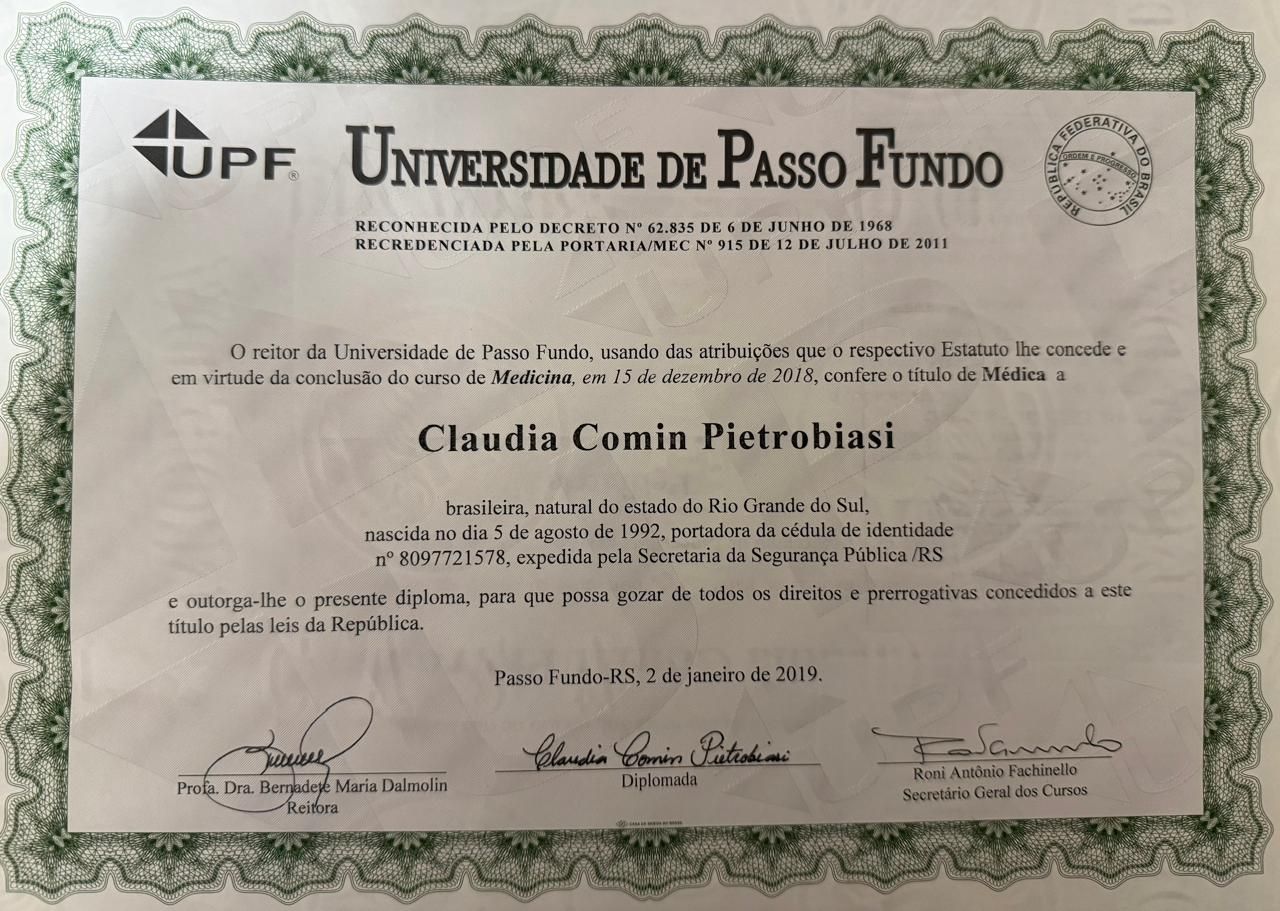 UPF®
UNIVERSIDADE DE PASSO FUNDO
REPÚBLICA FEDERATIVA DO BRASIL
ORDEM E PROGRESSO
RECONHECIDA PELO DECRETO Nº 62.835 DE 6 DE JUNHO DE 1968
RECREDENCIADA PELA PORTARIA/MEC Nº 915 DE 12 DE JULHO DE 2011
O reitor da Universidade de Passo Fundo, usando das atribuições que o respectivo Estatuto lhe concede e
em virtude da conclusão do curso de Medicina, em 15 de dezembro de 2018, confere o título de Médica a
Claudia Comin Pietrobiasi
brasileira, natural do estado do Rio Grande do Sul,
nascida no dia 5 de agosto de 1992, portadora da cédula de identidade
nº 8097721578, expedida pela Secretaria da Segurança Pública /RS
e outorga-lhe o presente diploma, para que possa gozar de todos os direitos e prerrogativas concedidos a este
título pelas leis da República.
Passo Fundo-RS, 2 de janeiro de 2019.
Claudia Comin Pietrobiasi
Profa. Dra. Bernadete Maria Dalmolin
Reitora
Diplomada
Roni Antônio Fachinello
Secretário Geral dos Cursos
CASA DA MOEDA DO BRASIL